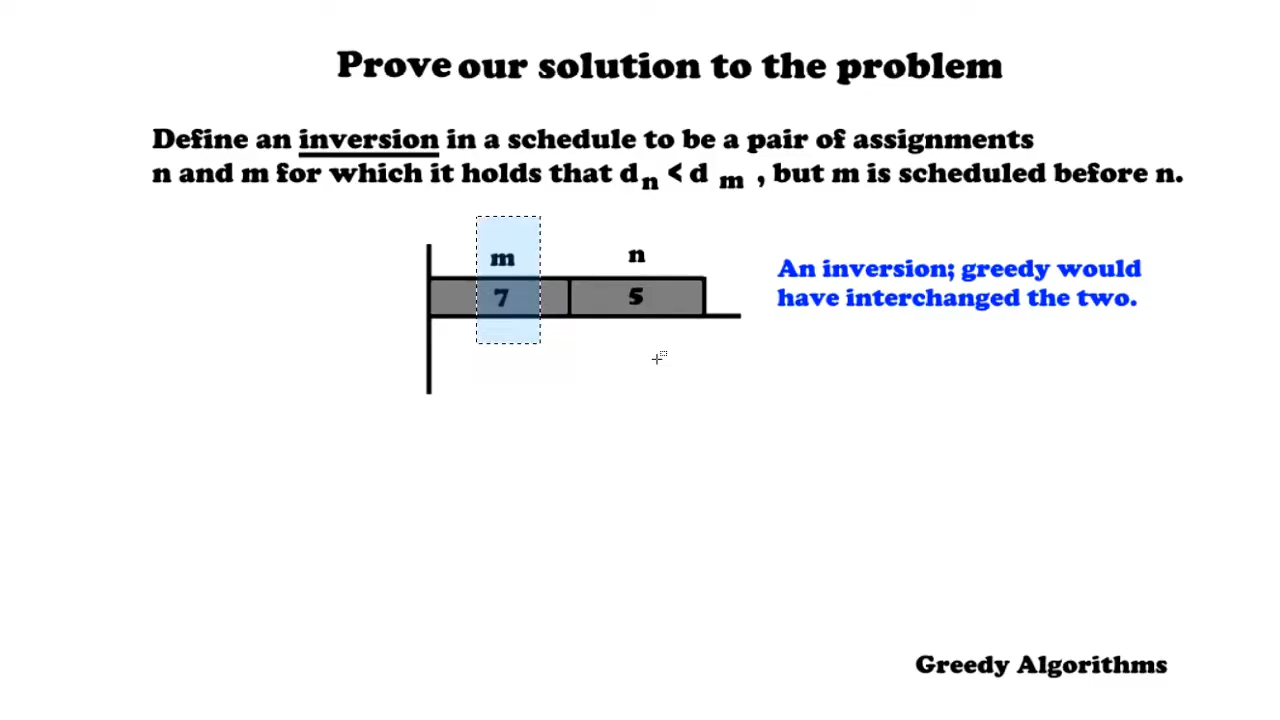 Prove our solution to the problem
Define an inversion in a schedule to be a pair of assignments
n and m for which it holds that d n < d m , but m is scheduled before n.
m n
7 5
An inversion; greedy would
have interchanged the two.
Greedy Algorithms